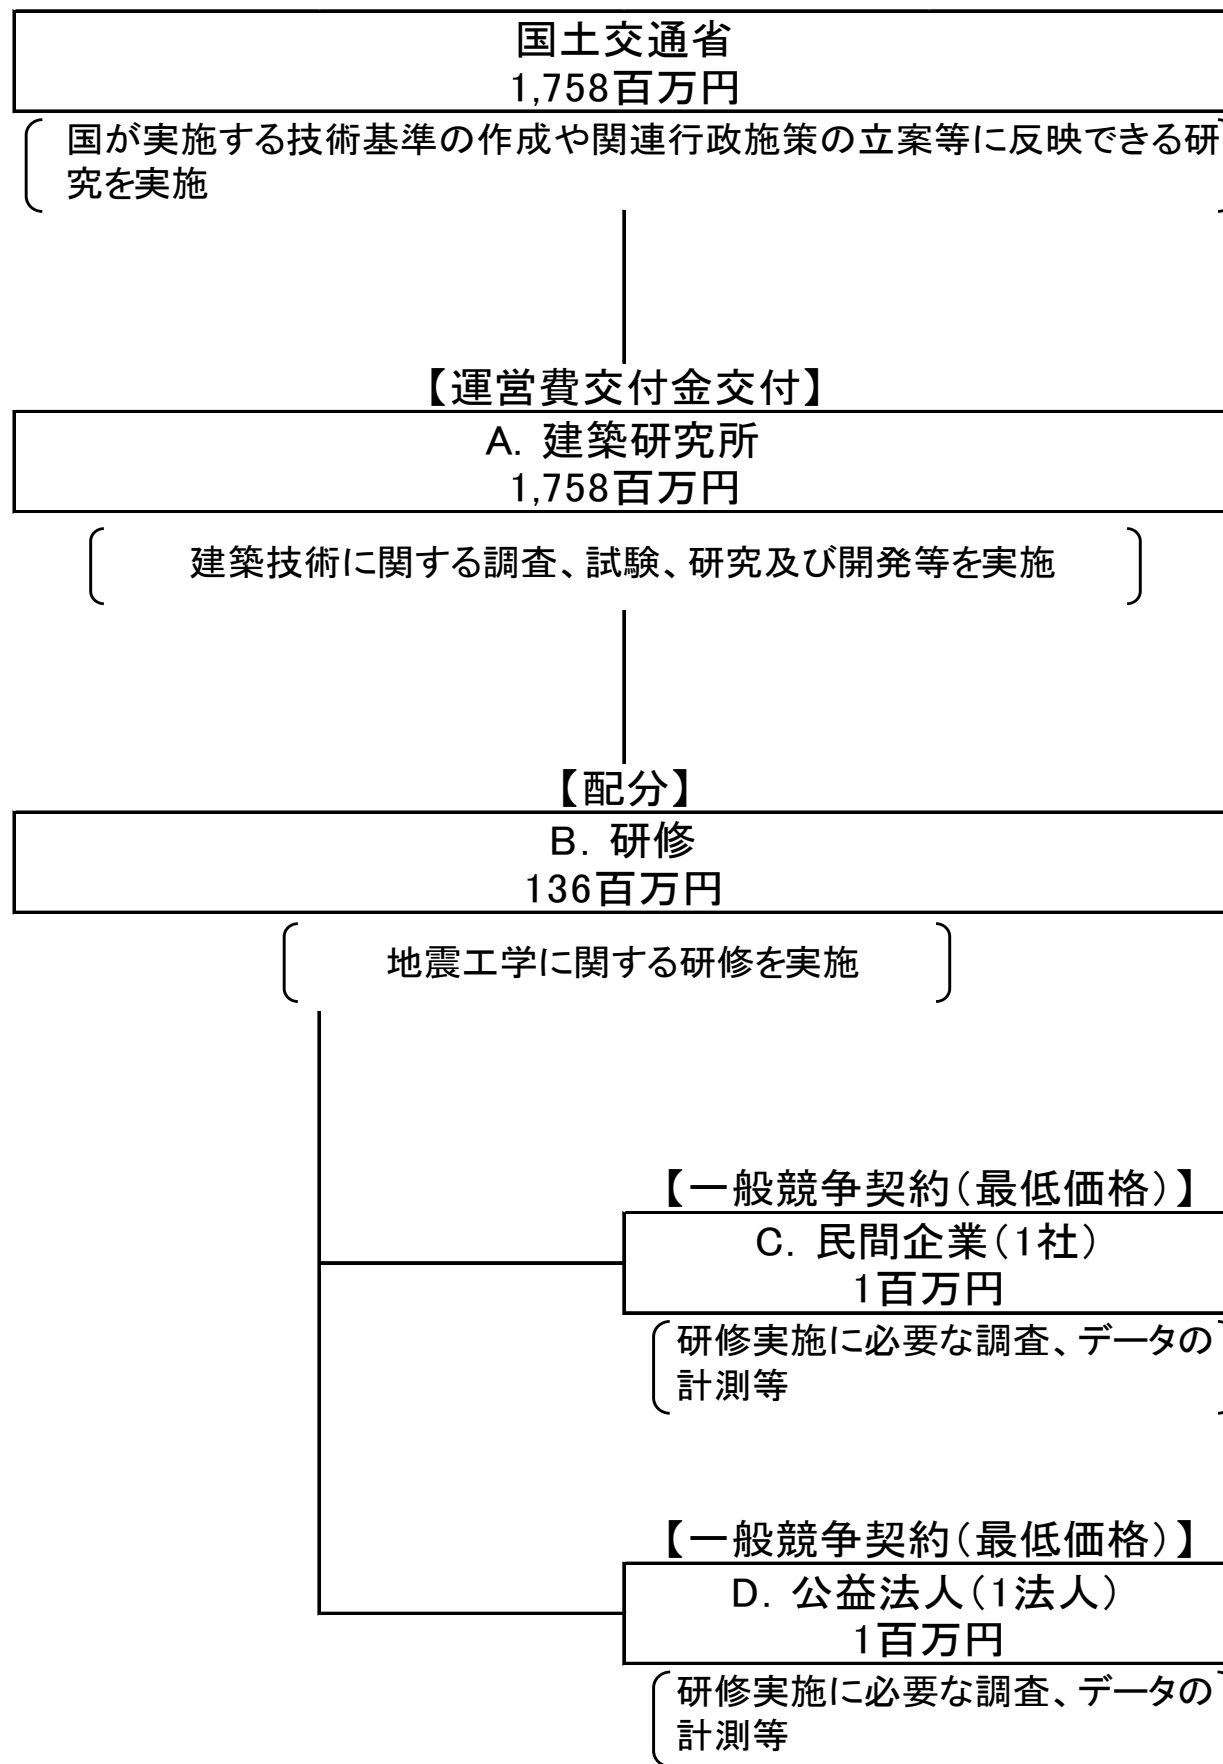 国土交通省
1,758百万円
国が実施する技術基準の作成や関連行政施策の立案等に反映できる研
究を実施
【運営費交付金交付】
A. 建築研究所
1,758百万円
建築技術に関する調査、試験、研究及び開発等を実施
【配分】
B. 研修
136百万円
地震工学に関する研修を実施
【一般競争契約(最低価格)】
C. 民間企業(1社)
1百万円
研修実施に必要な調査、データの
計測等
【一般競争契約(最低価格)】
D. 公益法人(1法人)
1百万円
研修実施に必要な調査、データの
計測等